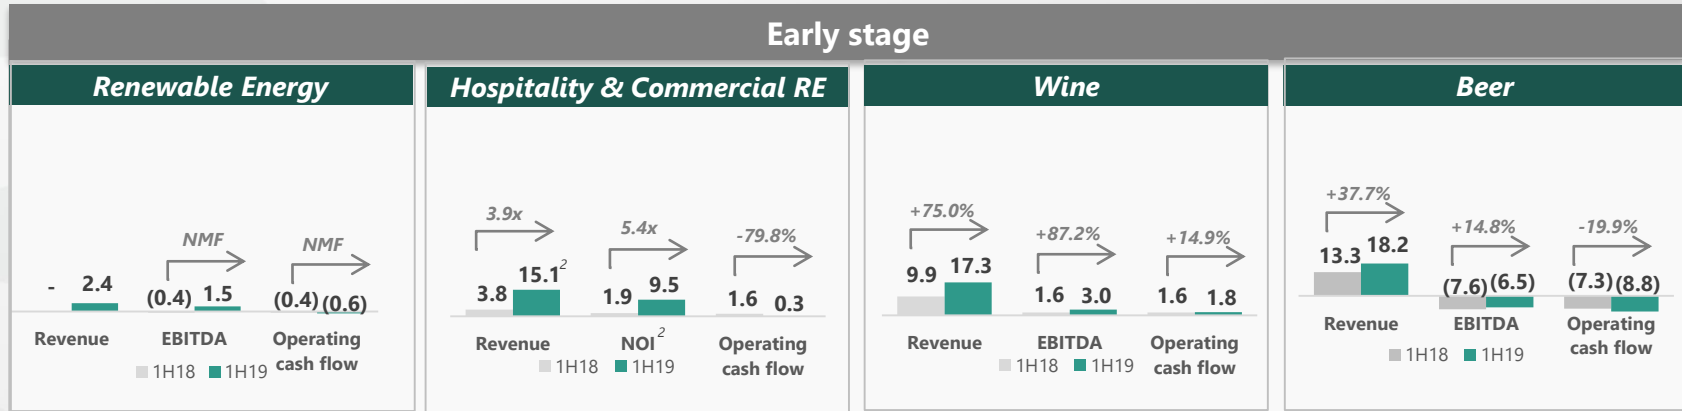 Early stage
Renewable Energy
NMF
NMF
- 2.4
(0.4) 1.5
(0.4) (0.6)
Revenue
EBITDA
Operating
cash flow
1H18 1H19
Hospitality & Commercial RE
3.9x
5.4x
-79.8%
3.8 15.1²
1.9 9.5
1.6 0.3
Revenue
NOI²
Operating
cash flow
1H18 1H19
Wine
+75.0%
+87.2%
+14.9%
9.9 17.3
1.6 3.0
1.6 1.8
Revenue
EBITDA
Operating
cash flow
1H18 1H19
Beer
+37.7%
+14.8%
-19.9%
13.3 18.2
(7.6) (6.5)
(7.3) (8.8)
Revenue
EBITDA
Operating
cash flow
1H18 1H19